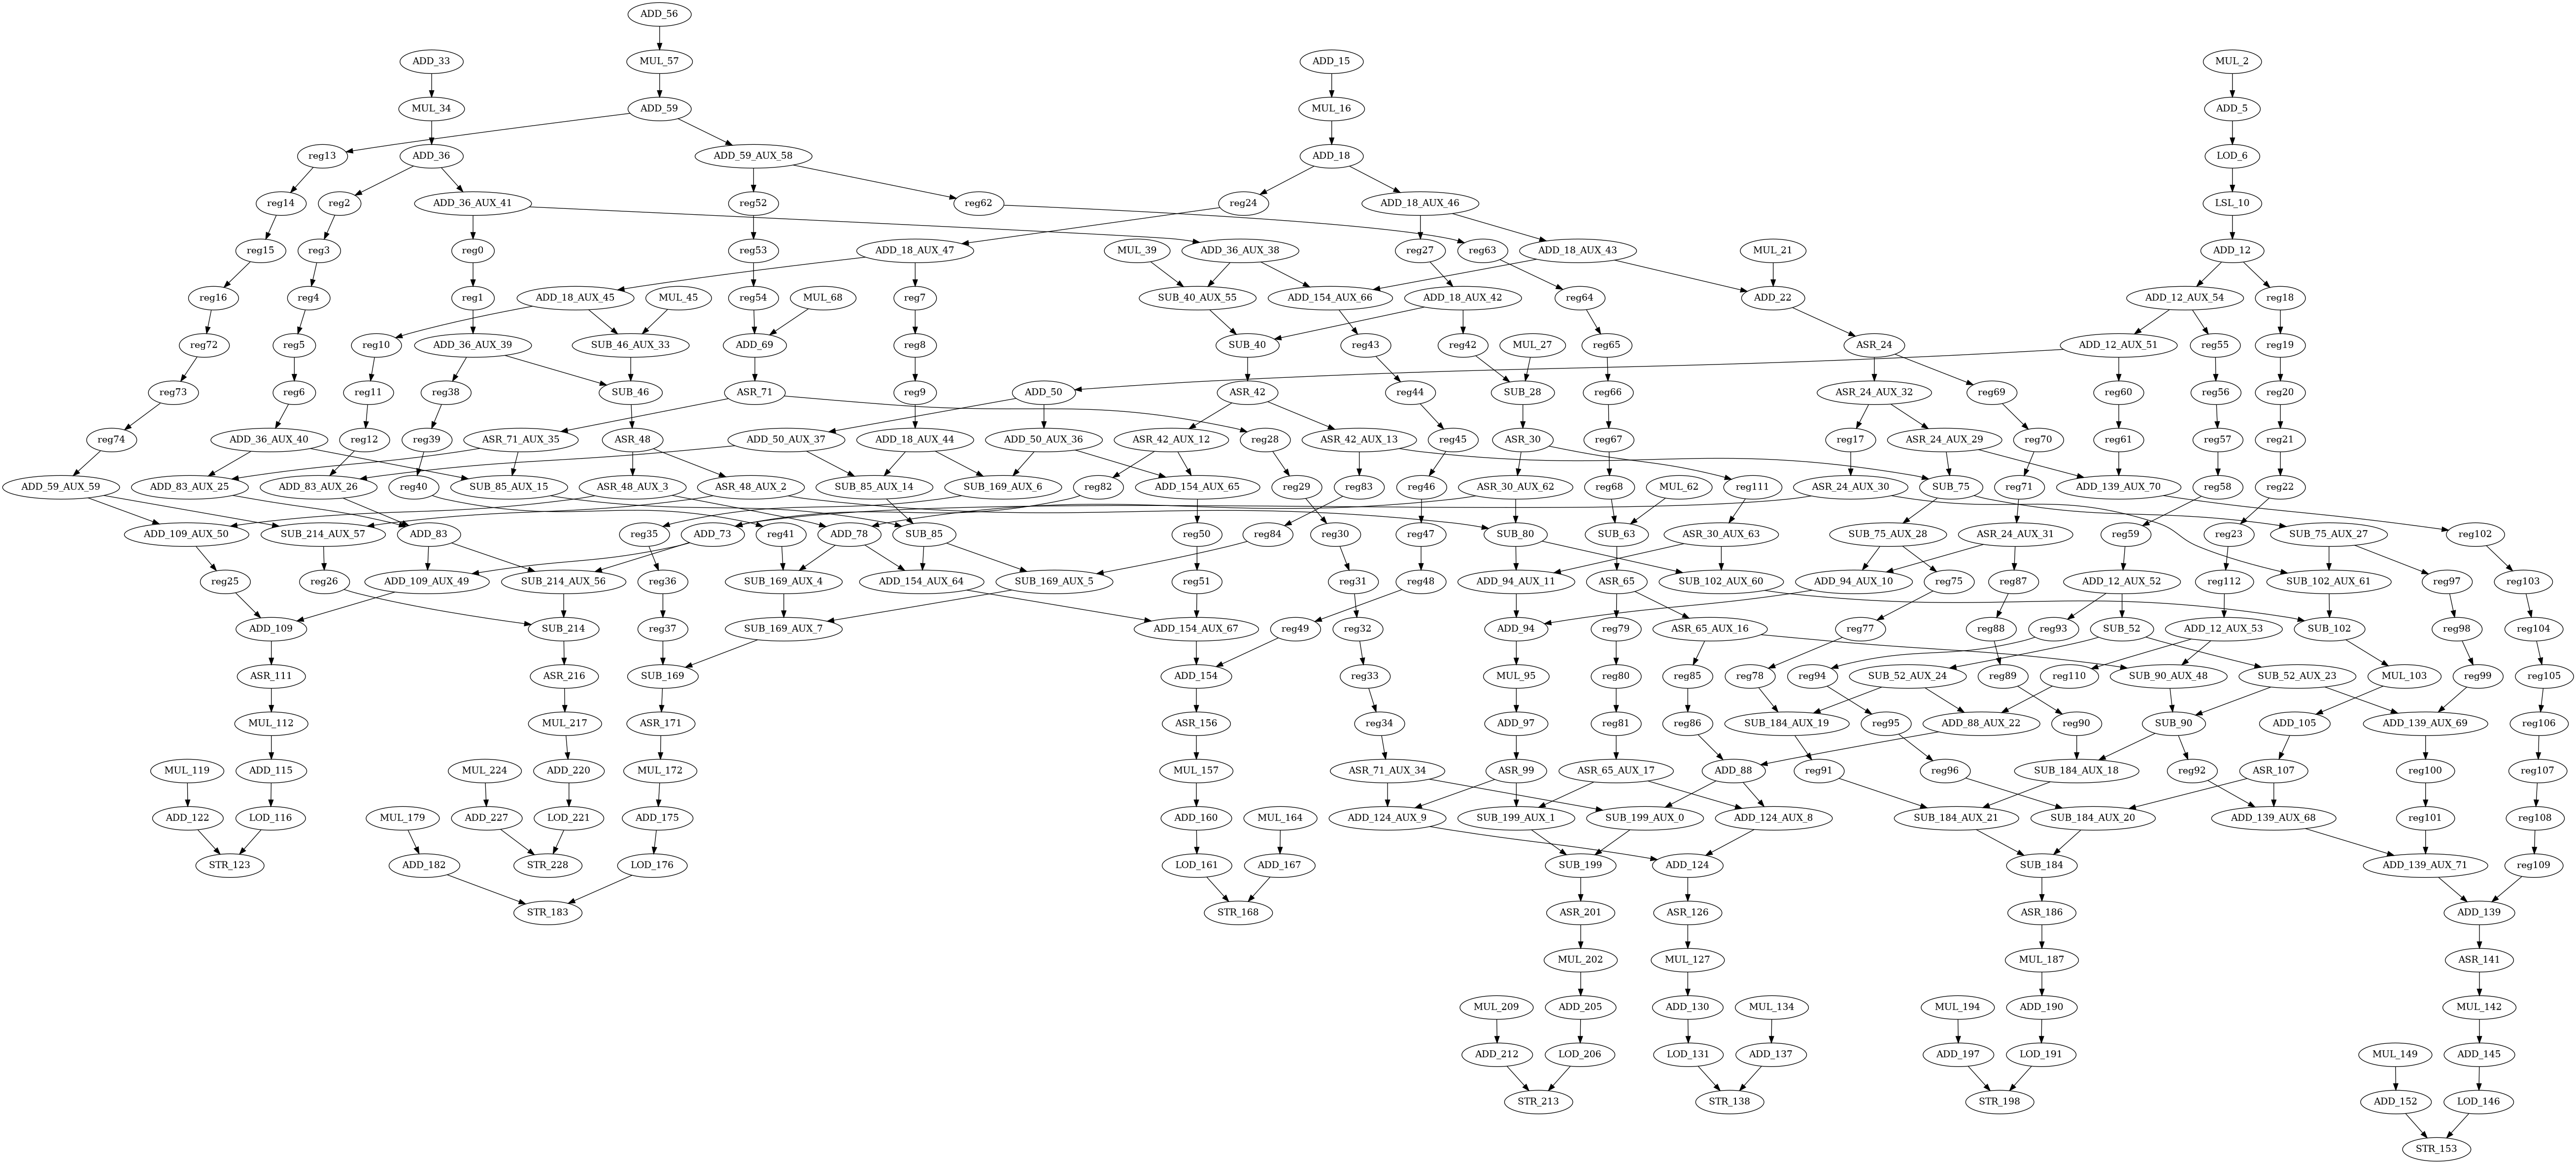 ADD_56
ADD_33
MUL_57
ADD_15
MUL_2
MUL_34
ADD_59
MUL_16
ADD_5
reg13
ADD_36
ADD_59_AUX_58
ADD_18
LOD_6
reg14
reg2
ADD_36_AUX_41
reg52
reg62
reg24
ADD_18_AUX_46
LSL_10
reg15
reg3
reg0
reg53
ADD_18_AUX_47
MUL_39
ADD_36_AUX_38
reg27
reg63
ADD_18_AUX_43
MUL_21
ADD_12
reg16
reg4
reg1
ADD_18_AUX_45
MUL_45
reg54
MUL_68
reg7
SUB_40_AUX_55
ADD_154_AUX_66
ADD_18_AUX_42
reg64
ADD_22
ADD_12_AUX_54
reg18
reg72
reg5
reg10
ADD_36_AUX_39
SUB_46_AUX_33
ADD_69
reg8
SUB_40
reg43
reg42
MUL_27
reg65
ASR_24
ADD_12_AUX_51
reg55
reg19
reg73
reg6
reg11
reg38
SUB_46
ASR_71
reg9
ADD_50
ASR_42
reg44
SUB_28
reg66
ASR_24_AUX_32
reg69
reg60
reg56
reg20
reg74
ADD_36_AUX_40
reg12
reg39
ASR_71_AUX_35
ASR_48
ADD_50_AUX_37
ADD_18_AUX_44
ADD_50_AUX_36
ASR_42_AUX_12
reg28
ASR_42_AUX_13
reg45
ASR_30
reg67
reg17
ASR_24_AUX_29
reg70
reg61
reg57
reg21
ADD_59_AUX_59
ADD_83_AUX_25
ADD_83_AUX_26
reg40
SUB_85_AUX_15
ASR_48_AUX_3
ASR_48_AUX_2
SUB_85_AUX_14
SUB_169_AUX_6
reg82
ADD_154_AUX_65
reg29
reg83
reg46
ASR_30_AUX_62
reg68
MUL_62
reg111
ASR_24_AUX_30
SUB_75
reg71
ADD_139_AUX_70
reg58
reg22
ADD_109_AUX_50
SUB_214_AUX_57
ADD_83
reg35
ADD_73
reg41
ADD_78
SUB_85
reg50
reg84
reg30
reg47
SUB_80
SUB_63
ASR_30_AUX_63
SUB_75_AUX_28
ASR_24_AUX_31
reg59
reg23
SUB_75_AUX_27
reg102
reg25
reg26
ADD_109_AUX_49
SUB_214_AUX_56
reg36
SUB_169_AUX_4
ADD_154_AUX_64
SUB_169_AUX_5
reg51
reg31
reg48
ADD_94_AUX_11
ASR_65
SUB_102_AUX_60
ADD_94_AUX_10
reg75
reg87
ADD_12_AUX_52
reg112
SUB_102_AUX_61
reg97
reg103
ADD_109
SUB_214
reg37
SUB_169_AUX_7
ADD_154_AUX_67
reg49
reg32
ADD_94
reg79
ASR_65_AUX_16
reg77
reg88
reg93
SUB_52
ADD_12_AUX_53
SUB_102
reg98
reg104
ASR_111
ASR_216
SUB_169
ADD_154
reg33
MUL_95
reg80
reg85
reg78
reg94
SUB_52_AUX_24
reg89
reg110
SUB_90_AUX_48
SUB_52_AUX_23
MUL_103
reg99
reg105
MUL_112
MUL_217
ASR_171
ASR_156
reg34
ADD_97
reg81
reg86
SUB_184_AUX_19
reg95
ADD_88_AUX_22
reg90
SUB_90
ADD_105
ADD_139_AUX_69
reg106
MUL_119
ADD_115
MUL_224
ADD_220
MUL_172
MUL_157
ASR_71_AUX_34
ASR_99
ASR_65_AUX_17
ADD_88
reg91
reg96
SUB_184_AUX_18
reg92
ASR_107
reg100
reg107
ADD_122
LOD_116
MUL_179
ADD_227
LOD_221
ADD_175
ADD_160
MUL_164
ADD_124_AUX_9
SUB_199_AUX_1
SUB_199_AUX_0
ADD_124_AUX_8
SUB_184_AUX_21
SUB_184_AUX_20
ADD_139_AUX_68
reg101
reg108
STR_123
ADD_182
STR_228
LOD_176
LOD_161
ADD_167
SUB_199
ADD_124
SUB_184
ADD_139_AUX_71
reg109
STR_183
STR_168
ASR_201
ASR_126
ASR_186
ADD_139
MUL_202
MUL_127
MUL_187
ASR_141
MUL_209
ADD_205
ADD_130
MUL_134
MUL_194
ADD_190
MUL_142
ADD_212
LOD_206
LOD_131
ADD_137
ADD_197
LOD_191
MUL_149
ADD_145
STR_213
STR_138
STR_198
ADD_152
LOD_146
STR_153